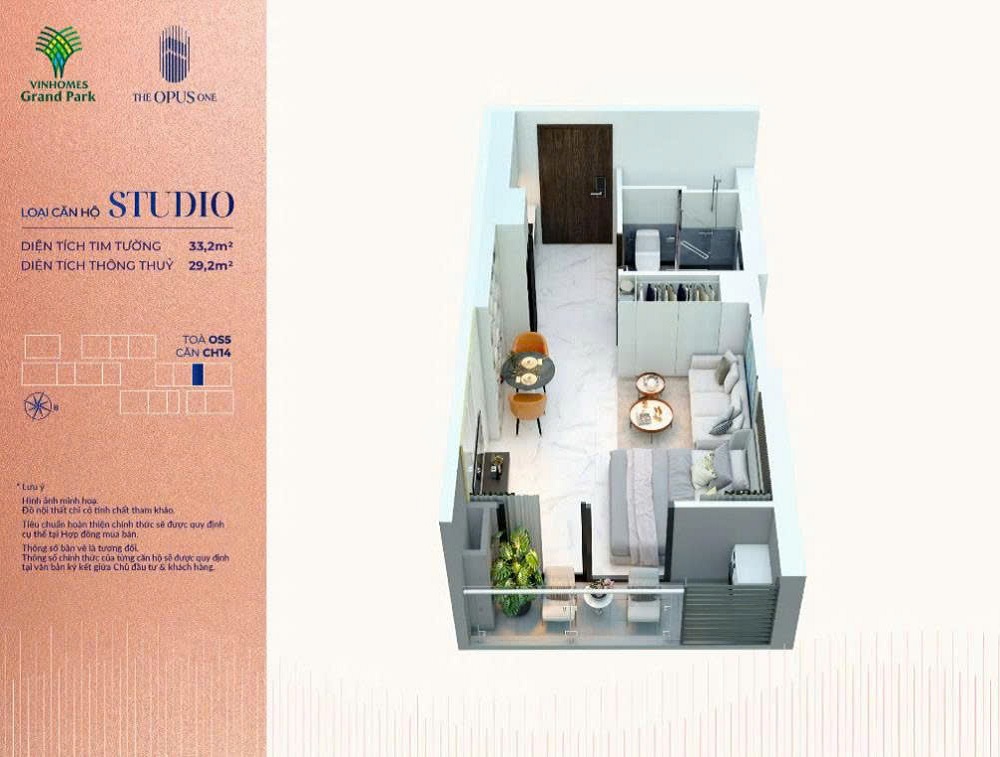 VINHOMES
Grand Park
THE OPUS ONE
LOẠI CĂN HỘ STUDIO
DIỆN TÍCH TIM TƯỜNG 33,2m²
DIỆN TÍCH THÔNG THUỶ 29,2m²
TOÀ OS5
CĂN CH14
B
* Lưu ý
Hình ảnh minh hoạ.
Đồ nội thất chỉ có tính chất tham khảo.
Tiêu chuẩn hoàn thiện chính thức sẽ được quy định
cụ thể tại Hợp đồng mua bán.
Thông số bản vẽ là tương đối.
Thông số chính thức của từng căn hộ sẽ được quy định
tại văn bản ký kết giữa Chủ đầu tư & khách hàng.